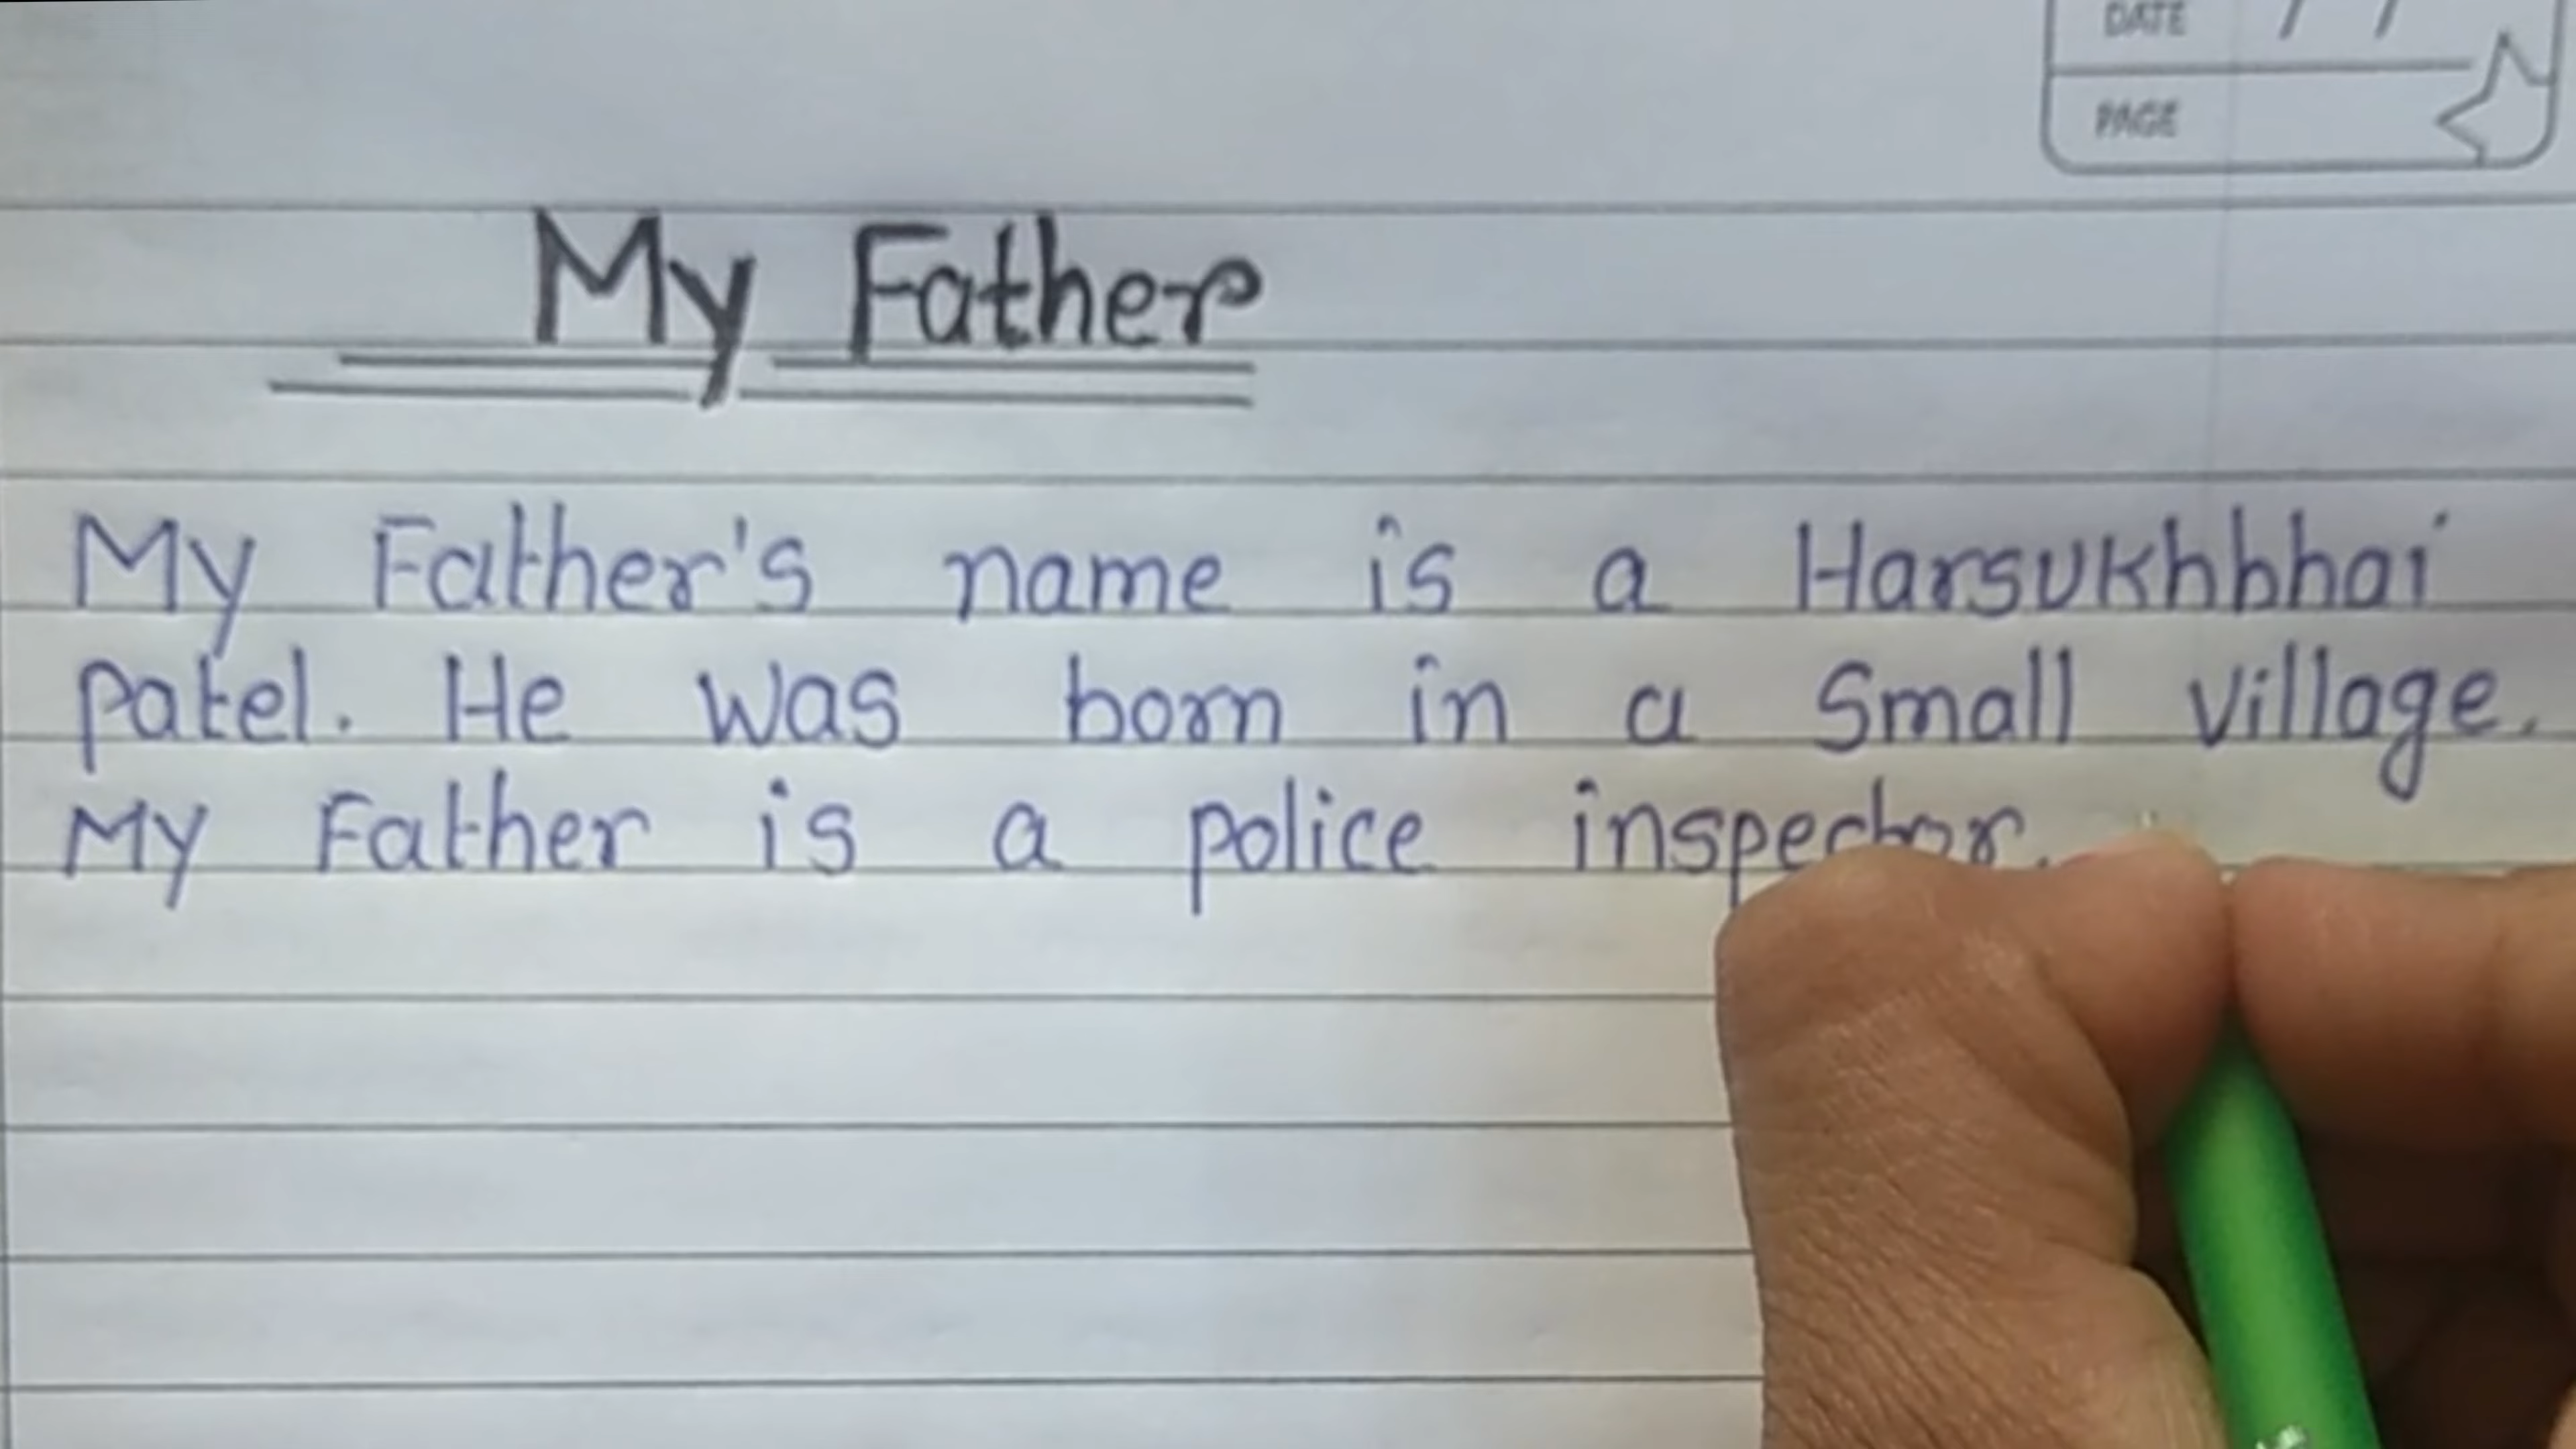 DATE / /
PAGE
My Father
My Father's name is a Harsukhbhai
patel. He was born in a Small village.
My Father is a police inspector.